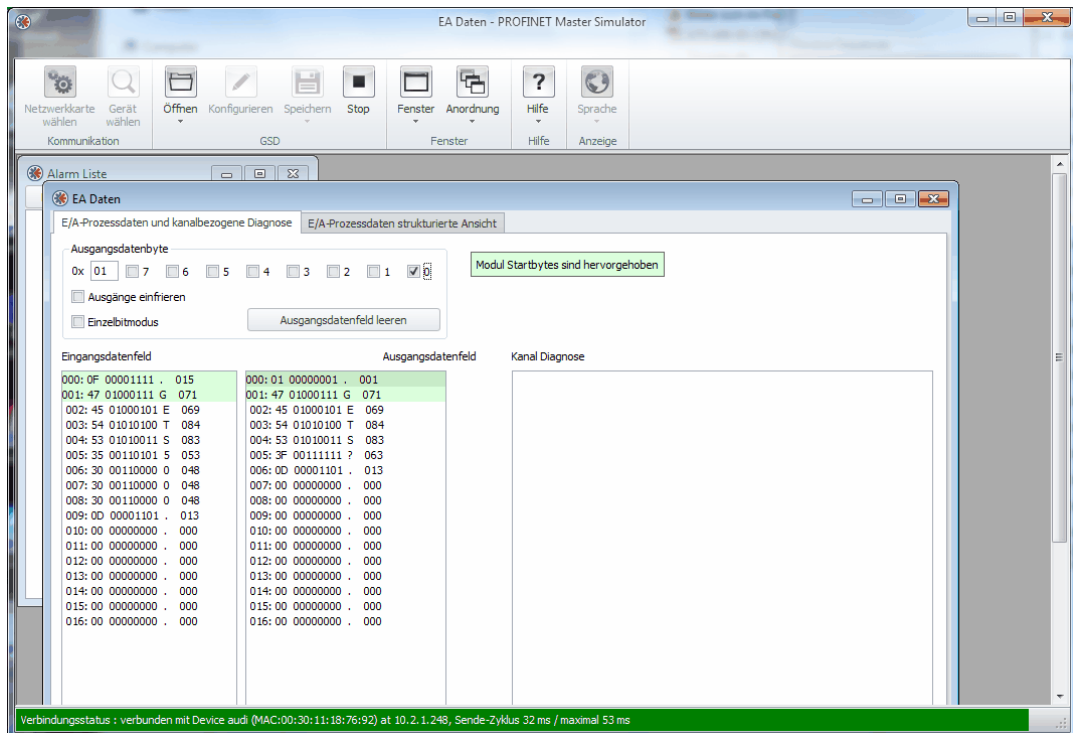 EA Daten - PROFINET Master Simulator
Netzwerkkarte wählen
Gerät wählen
Öffnen
Konfigurieren
Speichern
Stop
Fenster
Anordnung
Hilfe
Sprache
Kommunikation
GSD
Fenster
Hilfe
Anzeige
Alarm Liste
EA Daten
E/A-Prozessdaten und kanalbezogene Diagnose
E/A-Prozessdaten strukturierte Ansicht
Ausgangsdatenbyte
0x 01 7 6 5 4 3 2 1 0
Modul Startbytes sind hervorgehoben
Ausgänge einfrieren
Einzelbitmodus
Ausgangsdatenfeld leeren
Eingangsdatenfeld
Ausgangsdatenfeld
Kanal Diagnose
000: 0F 00001111 . 015
001: 47 01000111 G 071
002: 45 01000101 E 069
003: 54 01010100 T 084
004: 53 01010011 S 083
005: 35 00110101 5 053
006: 30 00110000 0 048
007: 30 00110000 0 048
008: 30 00110000 0 048
009: 0D 00001101 . 013
010: 00 00000000 . 000
011: 00 00000000 . 000
012: 00 00000000 . 000
013: 00 00000000 . 000
014: 00 00000000 . 000
015: 00 00000000 . 000
016: 00 00000000 . 000
000: 01 00000001 . 001
001: 47 01000111 G 071
002: 45 01000101 E 069
003: 54 01010100 T 084
004: 53 01010011 S 083
005: 3F 00111111 ? 063
006: 0D 00001101 . 013
007: 00 00000000 . 000
008: 00 00000000 . 000
009: 00 00000000 . 000
010: 00 00000000 . 000
011: 00 00000000 . 000
012: 00 00000000 . 000
013: 00 00000000 . 000
014: 00 00000000 . 000
015: 00 00000000 . 000
016: 00 00000000 . 000
Verbindungsstatus : verbunden mit Device audi (MAC:00:30:11:18:76:92) at 10.2.1.248, Sende-Zyklus 32 ms / maximal 53 ms